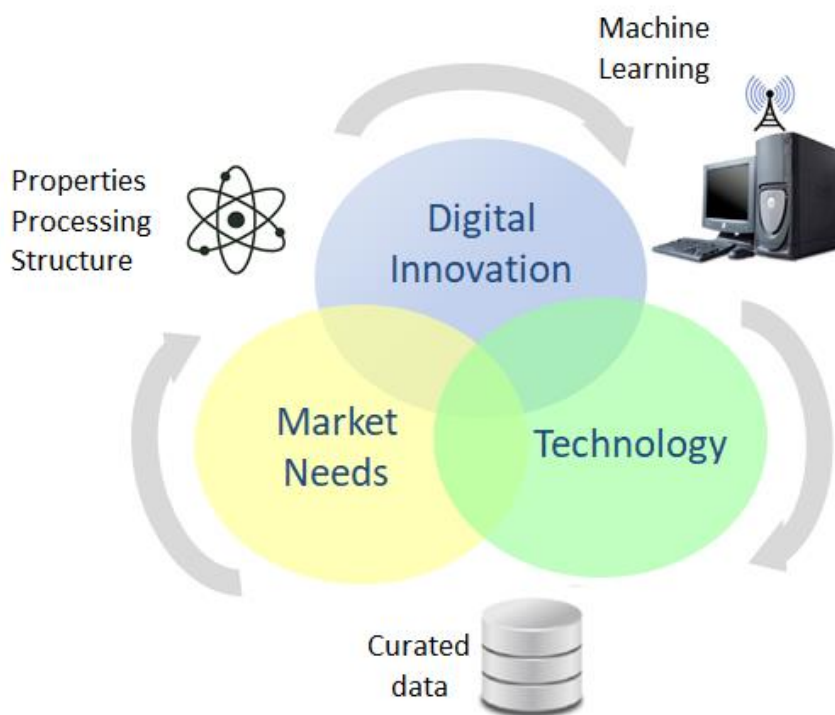 Machine
Learning
Properties
Processing
Structure
Digital
Innovation
Market
Needs
Technology
Curated
data